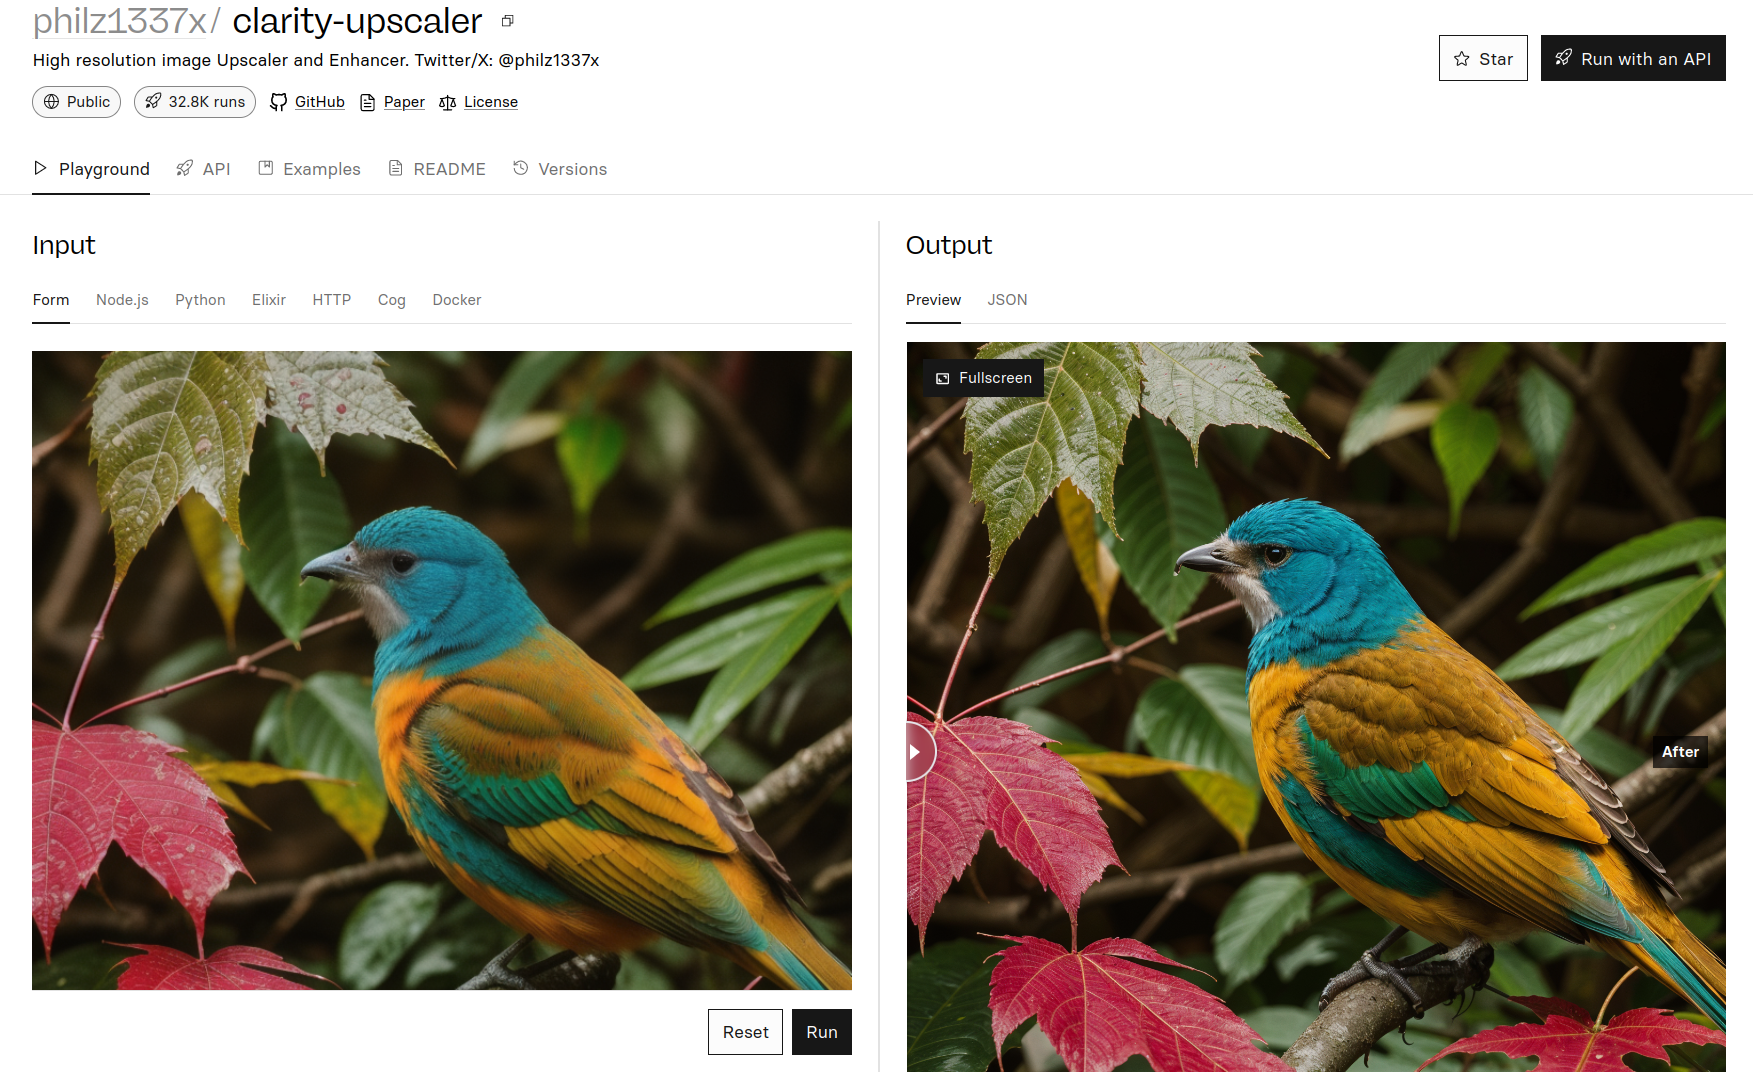 philz1337x/ clarity-upscaler
High resolution image Upscaler and Enhancer. Twitter/X: @philz1337x
Star
Run with an API
Public
32.8K runs
GitHub
Paper
License
Playground
API
Examples
README
Versions
Input
Form
Node.js
Python
Elixir
HTTP
Cog
Docker
Reset
Run
Output
Preview
JSON
Fullscreen
After